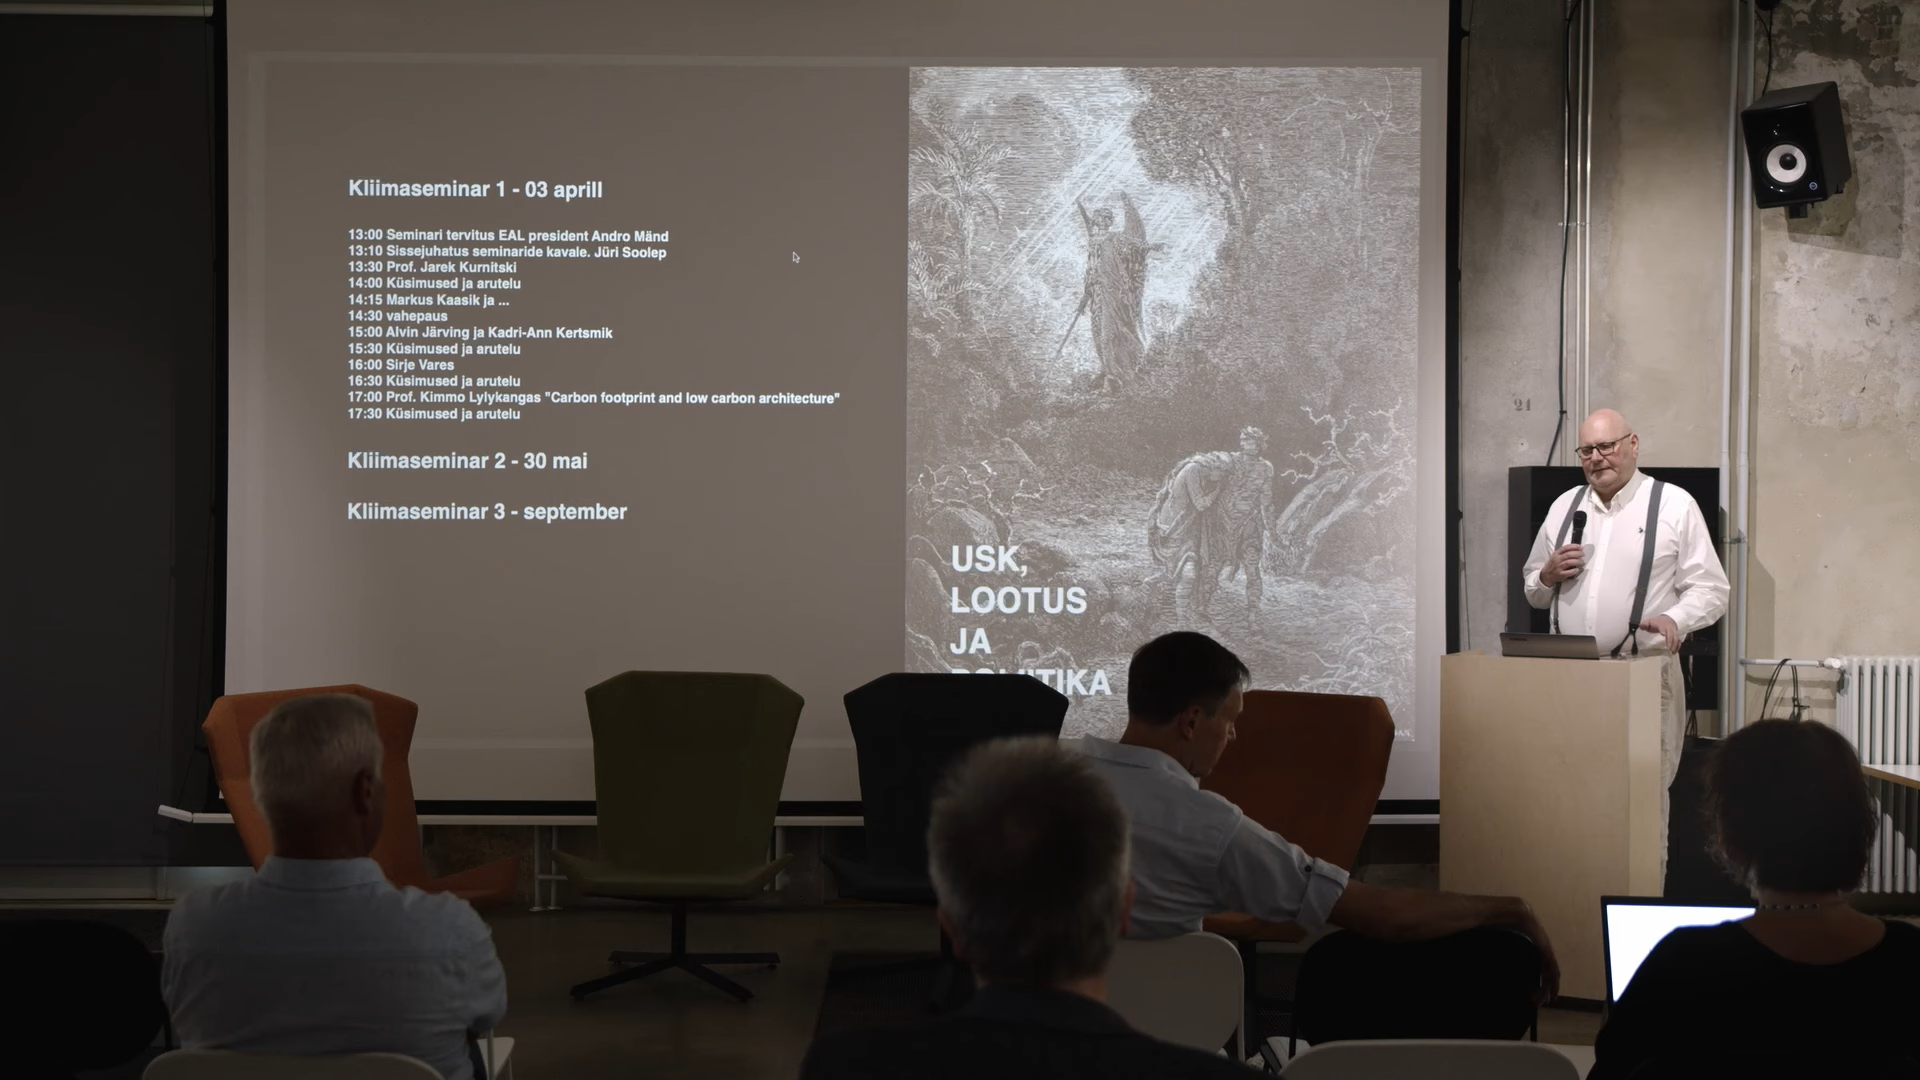 Kliimaseminar 1 - 03 aprill
13:00 Seminari tervitus EAL president Andro Mänd
13:10 Sissejuhatus seminaride kavale. Jüri Soolep
13:30 Prof. Jarek Kurnitski
14:00 Küsimused ja arutelu
14:15 Markus Kaasik ja ...
14:30 vahepaus
15:00 Alvin Järving ja Kadri-Ann Kertsmik
15:30 Küsimused ja arutelu
16:00 Sirje Vares
16:30 Küsimused ja arutelu
17:00 Prof. Kimmo Lylykangas "Carbon footprint and low carbon architecture"
17:30 Küsimused ja arutelu
Kliimaseminar 2 - 30 mai
Kliimaseminar 3 - september
USK,
LOOTUS
JA
POLIITIKA
21